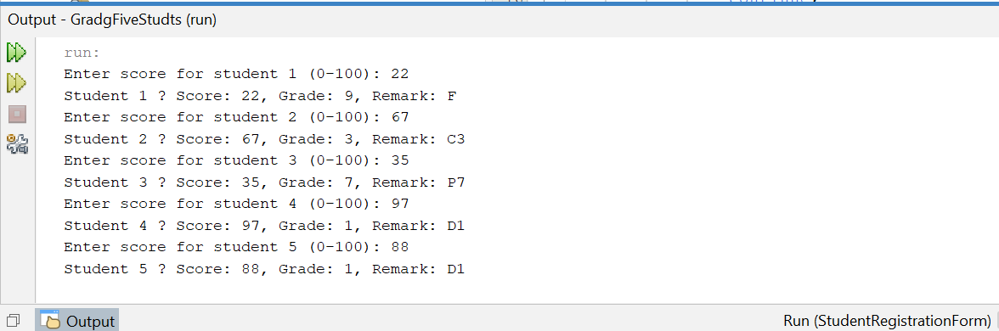 Output - GradgFiveStudts (run)
run:
Enter score for student 1 (0-100): 22
Student 1 ? Score: 22, Grade: 9, Remark: F
Enter score for student 2 (0-100): 67
Student 2 ? Score: 67, Grade: 3, Remark: C3
Enter score for student 3 (0-100): 35
Student 3 ? Score: 35, Grade: 7, Remark: P7
Enter score for student 4 (0-100): 97
Student 4 ? Score: 97, Grade: 1, Remark: D1
Enter score for student 5 (0-100): 88
Student 5 ? Score: 88, Grade: 1, Remark: D1
Output
Run (StudentRegistrationForm)